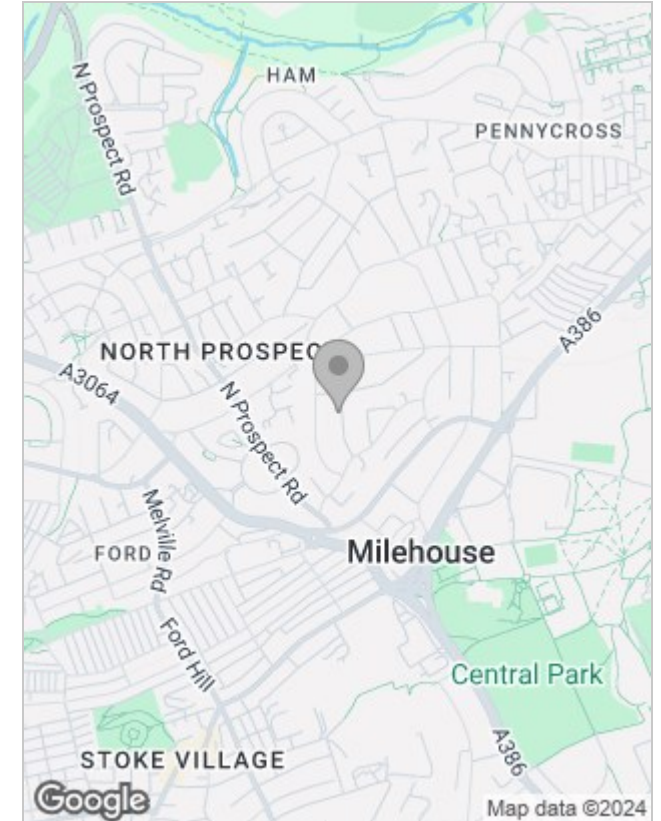 N Prospect Rd
HAM
PENNYCROSS
A386
NORTH PROSPEC
A3064
N Prospect Rd
Melville Rd
FORD
Milehouse
Ford Hill
Central Park
A386
STOKE VILLAGE
Google
Map data ©2024